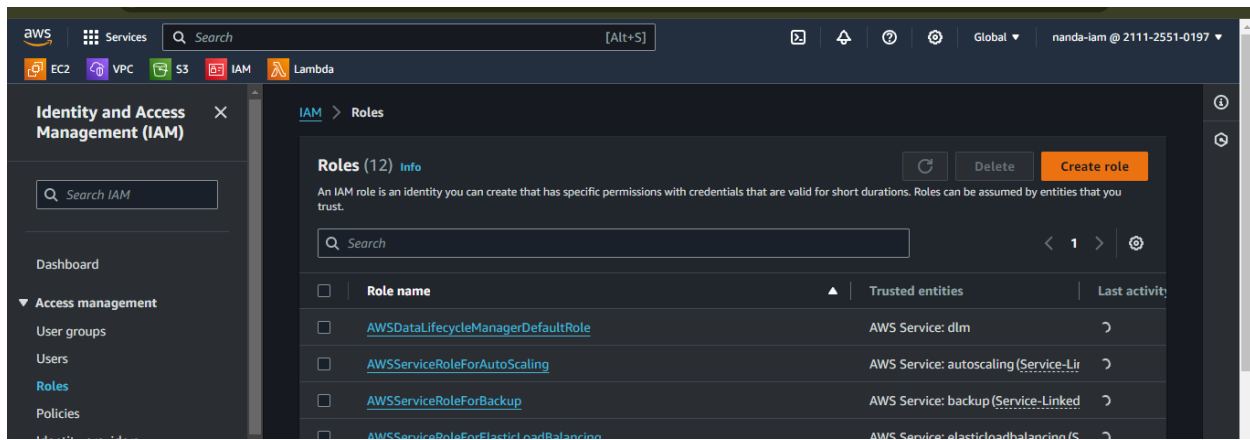 aws Services Search [Alt+S] Global ▼ nanda-iam @ 2111-2551-0197 ▼
EC2 VPC S3 IAM Lambda
Identity and Access
Management (IAM)
Search IAM
Dashboard
Access management
User groups
Users
Roles
Policies
IAM > Roles
Roles (12) Info
Delete
Create role
An IAM role is an identity you can create that has specific permissions with credentials that are valid for short durations. Roles can be assumed by entities that you
trust.
Search
< 1 >
Role name Trusted entities Last activity
AWSDataLifecycleManagerDefaultRole AWS Service: dlm
AWSServiceRoleForAutoScaling AWS Service: autoscaling (Service-Lir
AWSServiceRoleForBackup AWS Service: backup (Service-Linked
AWSServiceRoleForElasticLoadBalancing AWS Service: elasticloadbalancing (S